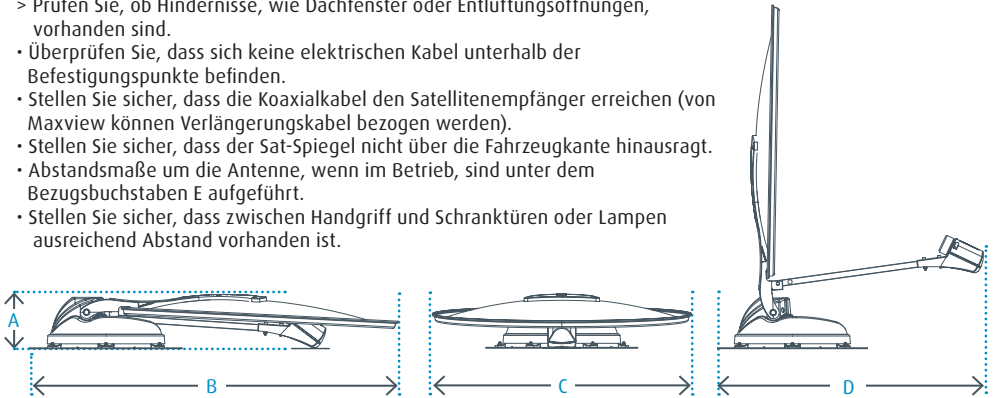 > Prüfen Sie, ob Hindernisse, wie Dachfenster oder Entlüftungsöffnungen,
vorhanden sind.
• Überprüfen Sie, dass sich keine elektrischen Kabel unterhalb der
Befestigungspunkte befinden.
• Stellen Sie sicher, dass die Koaxialkabel den Satellitenempfänger erreichen (von
Maxview können Verlängerungskabel bezogen werden).
• Stellen Sie sicher, dass der Sat-Spiegel nicht über die Fahrzeugkante hinausragt.
• Abstandsmaße um die Antenne, wenn im Betrieb, sind unter dem
Bezugsbuchstaben E aufgeführt.
• Stellen Sie sicher, dass zwischen Handgriff und Schranktüren oder Lampen
ausreichend Abstand vorhanden ist.
A
B
C
D